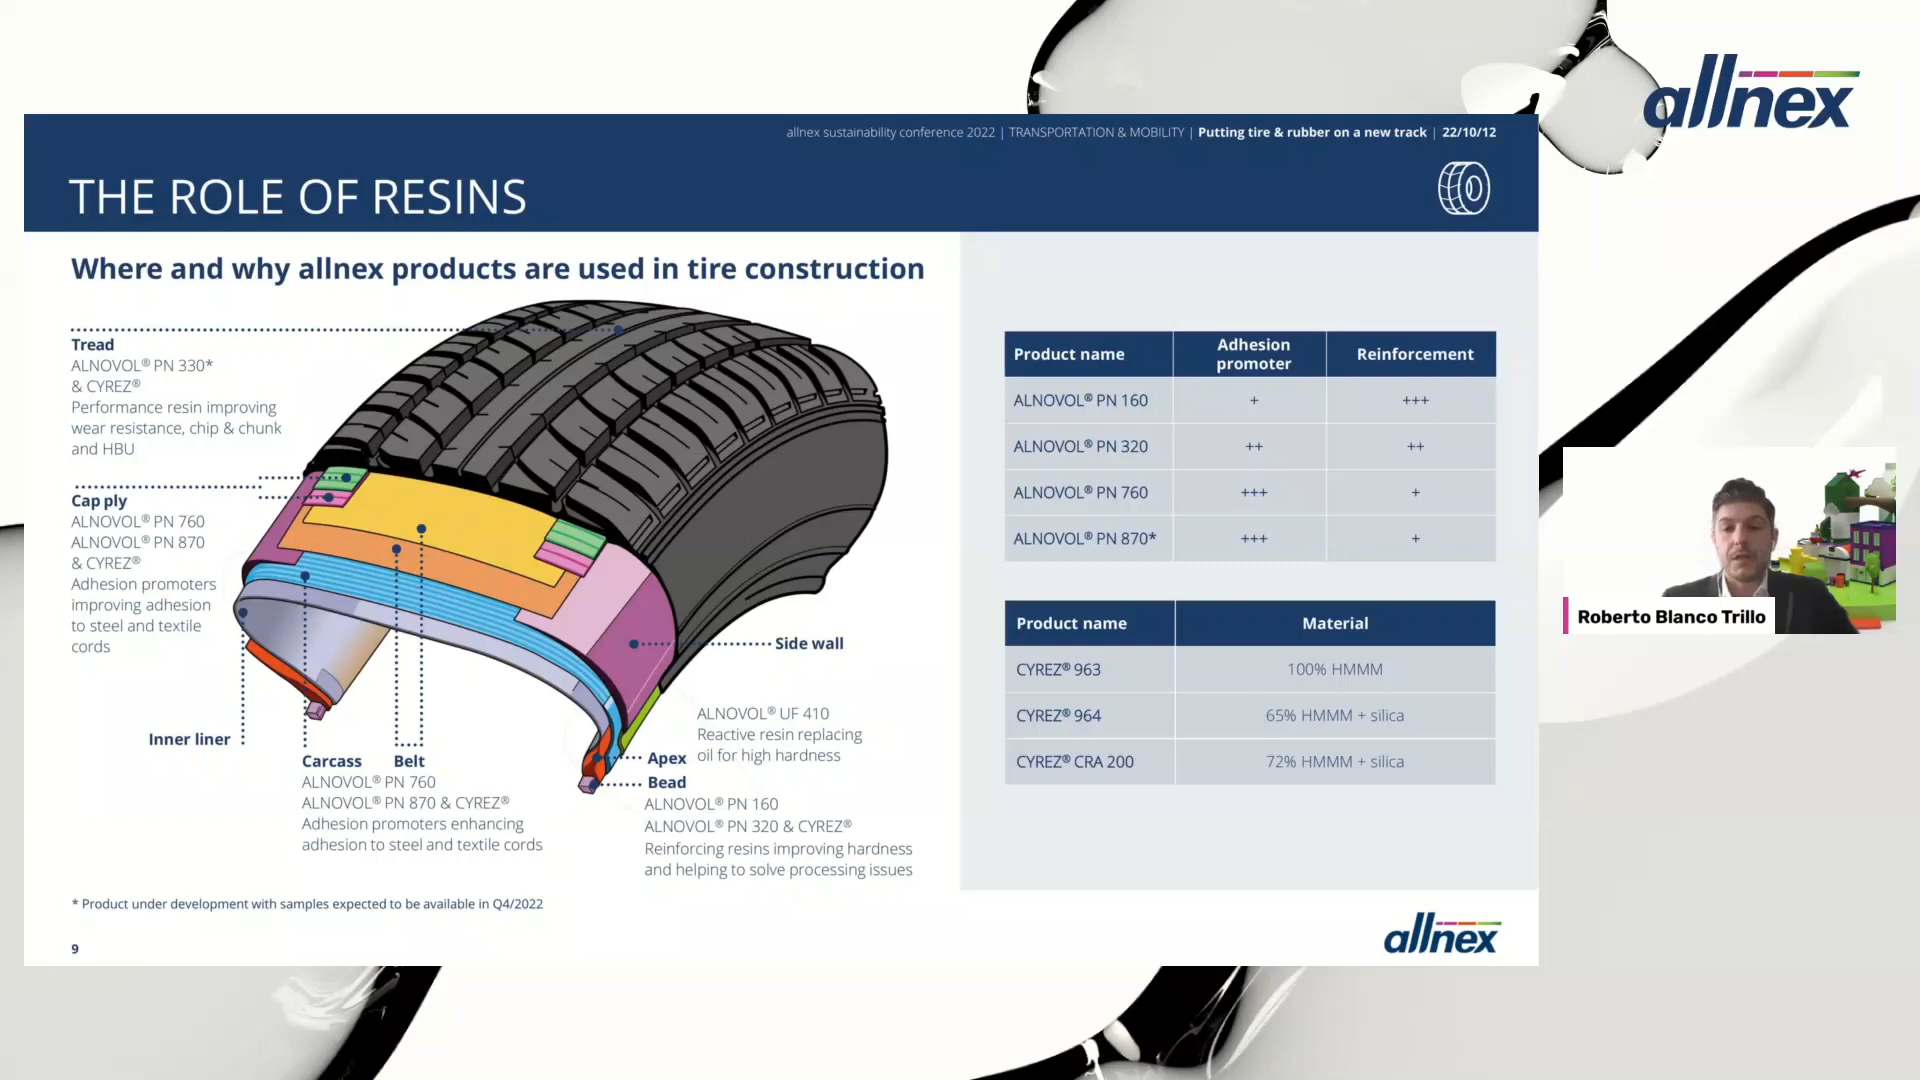 allnex
allnex sustainability conference 2022 | TRANSPORTATION & MOBILITY | Putting tire & rubber on a new track | 22/10/12
THE ROLE OF RESINS
Where and why allnex products are used in tire construction
Tread
ALNOVOL® PN 330*
& CYREZ®
Performance resin improving
wear resistance, chip & chunk
and HBU
Cap ply
ALNOVOL® PN 760
ALNOVOL® PN 870
& CYREZ®
Adhesion promoters
improving adhesion
to steel and textile
cords
Inner liner
Carcass
Belt
ALNOVOL® PN 760
ALNOVOL® PN 870 & CYREZ®
Adhesion promoters enhancing
adhesion to steel and textile cords
Side wall
ALNOVOL® UF 410
Reactive resin replacing
oil for high hardness
Apex
Bead
ALNOVOL® PN 160
ALNOVOL® PN 320 & CYREZ®
Reinforcing resins improving hardness
and helping to solve processing issues
Product name Adhesion promoter Reinforcement
ALNOVOL® PN 160 + +++
ALNOVOL® PN 320 ++ ++
ALNOVOL® PN 760 +++ +
ALNOVOL® PN 870* +++ +
Product name Material
CYREZ® 963 100% HMMM
CYREZ® 964 65% HMMM + silica
CYREZ® CRA 200 72% HMMM + silica
Roberto Blanco Trillo
* Product under development with samples expected to be available in Q4/2022
9
allnex